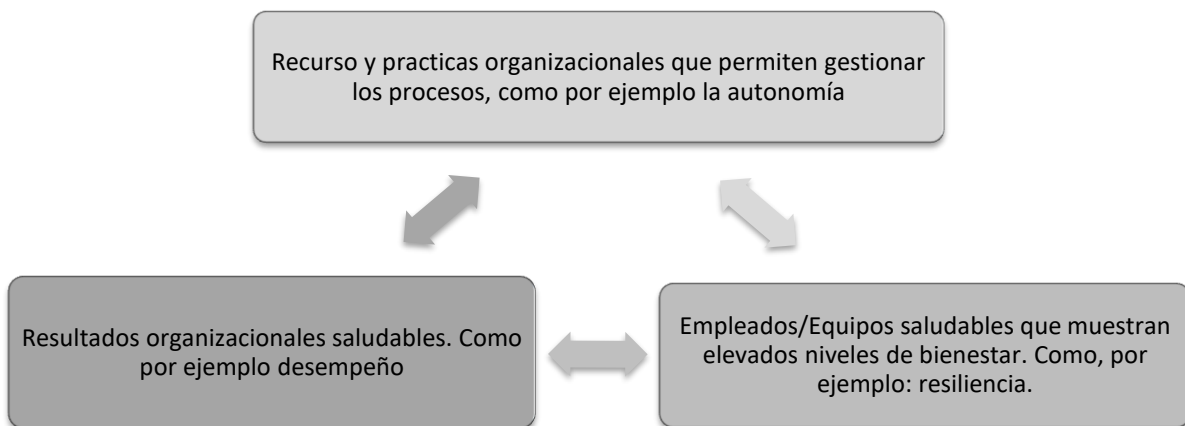 Recurso y practicas organizacionales que permiten gestionar
los procesos, como por ejemplo la autonomía
Resultados organizacionales saludables. Como
por ejemplo desempeño
Empleados/Equipos saludables que muestran
elevados niveles de bienestar. Como, por
ejemplo: resiliencia.